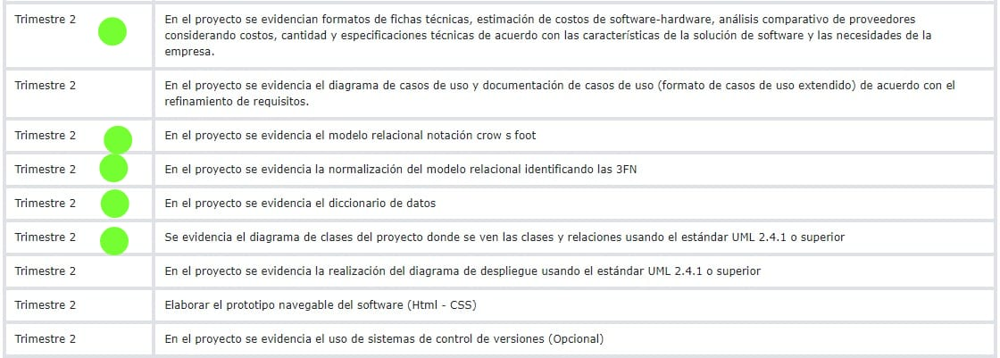 Trimestre 2 En el proyecto se evidencian formatos de fichas técnicas, estimación de costos de software-hardware, análisis comparativo de proveedores
considerando costos, cantidad y especificaciones técnicas de acuerdo con las características de la solución de software y las necesidades de la
empresa.
Trimestre 2 En el proyecto se evidencia el diagrama de casos de uso y documentación de casos de uso (formato de casos de uso extendido) de acuerdo con el
refinamiento de requisitos.
Trimestre 2 En el proyecto se evidencia el modelo relacional notación crow s foot
Trimestre 2 En el proyecto se evidencia la normalización del modelo relacional identificando las 3FN
Trimestre 2 En el proyecto se evidencia el diccionario de datos
Trimestre 2 Se evidencia el diagrama de clases del proyecto donde se ven las clases y relaciones usando el estándar UML 2.4.1 o superior
Trimestre 2 En el proyecto se evidencia la realización del diagrama de despliegue usando el estándar UML 2.4.1 o superior
Trimestre 2 Elaborar el prototipo navegable del software (Html - CSS)
Trimestre 2 En el proyecto se evidencia el uso de sistemas de control de versiones (Opcional)